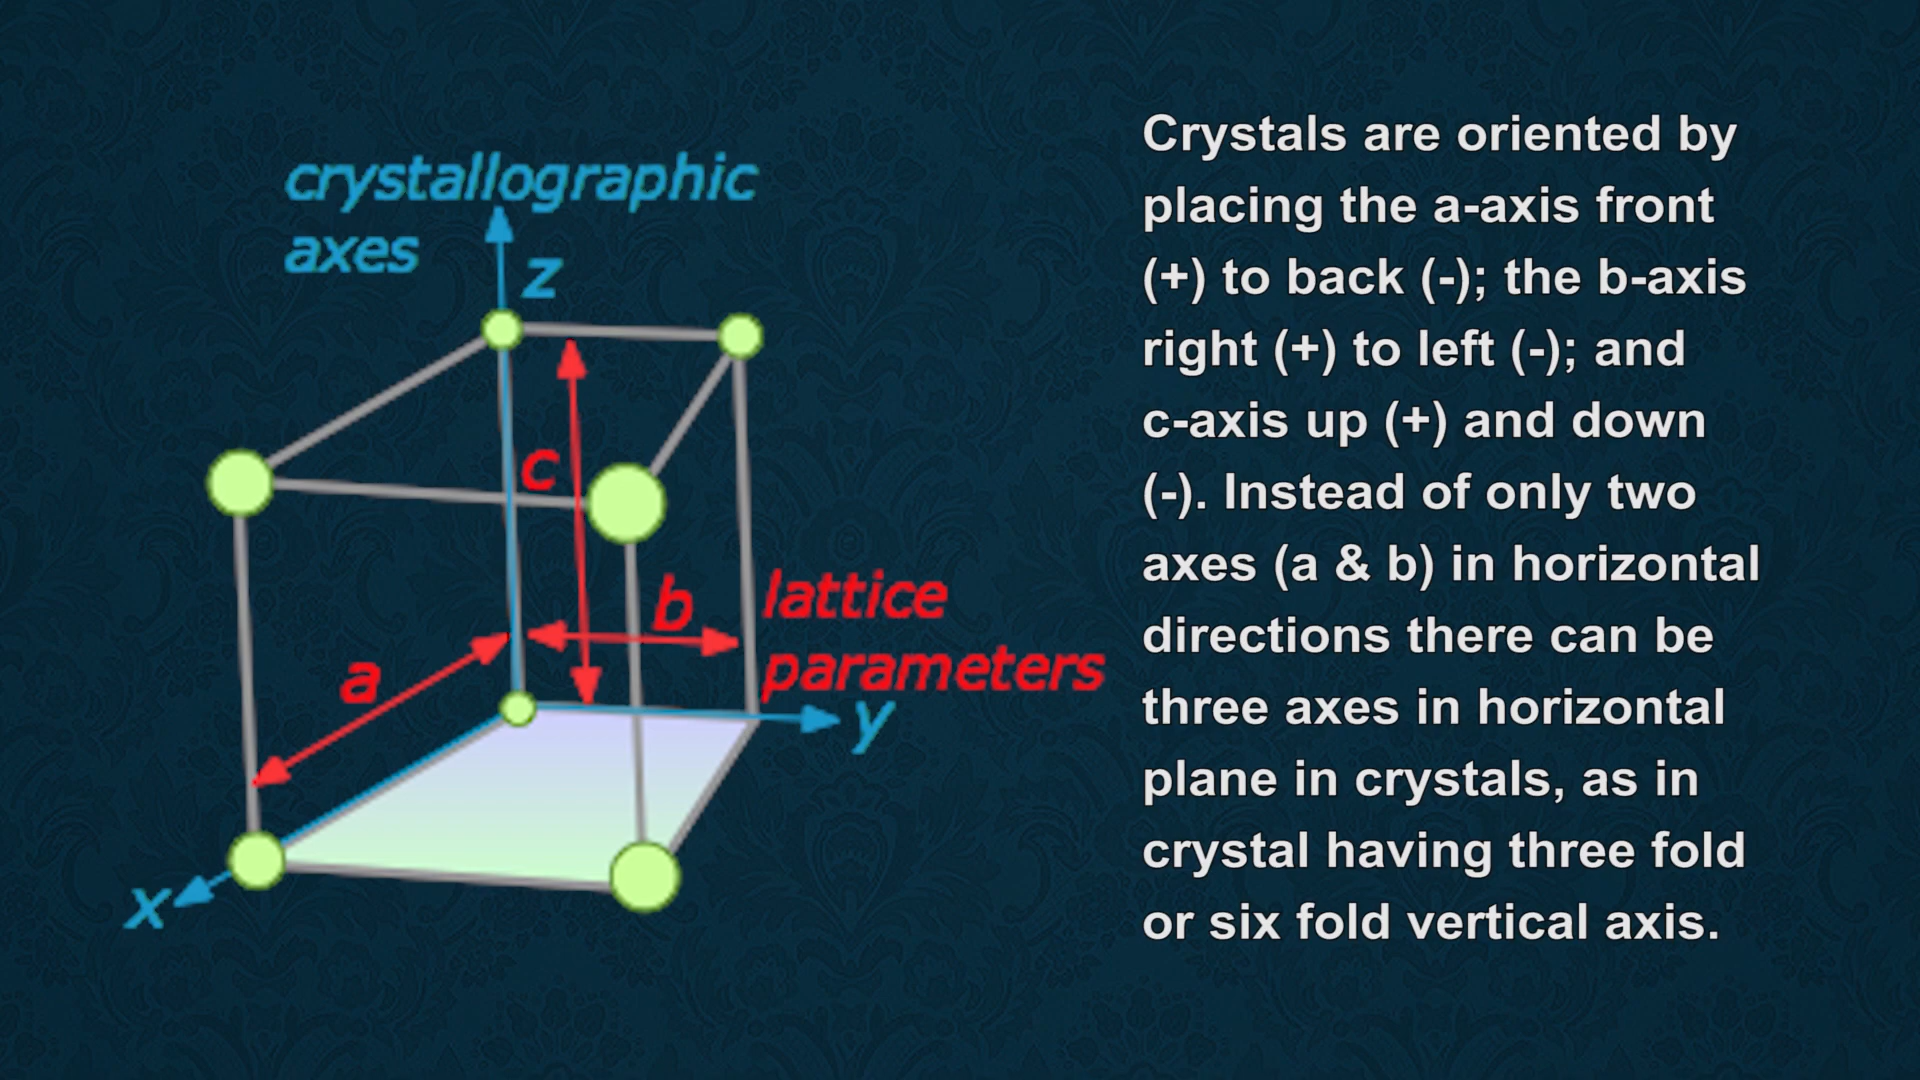 crystallographic
axes
z
c
b
lattice
parameters
a
y
x
Crystals are oriented by
placing the a-axis front
(+) to back (-); the b-axis
right (+) to left (-); and
c-axis up (+) and down
(-). Instead of only two
axes (a & b) in horizontal
directions there can be
three axes in horizontal
plane in crystals, as in
crystal having three fold
or six fold vertical axis.